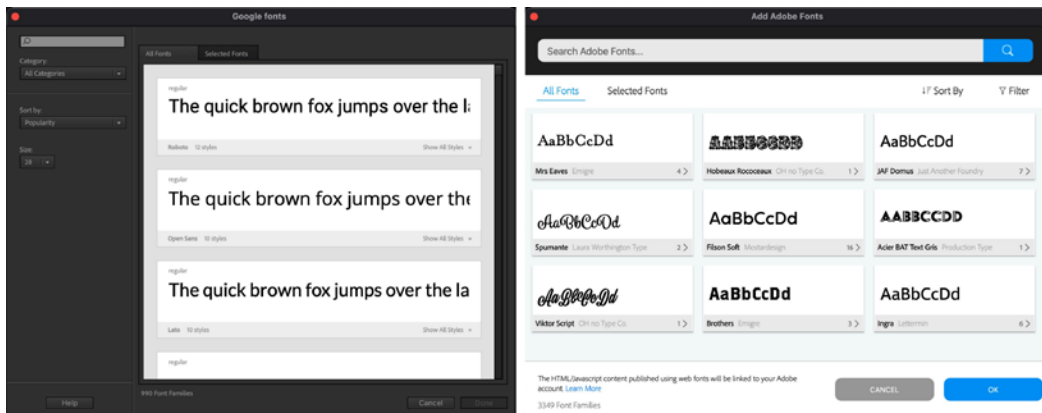 Google fonts
Category:
All Categories
Sort by:
Popularity
Size:
28
All Fonts Selected Fonts
regular
The quick brown fox jumps over the la
Roboto 12 styles Show All Styles
regular
The quick brown fox jumps over the
Open Sans 10 styles Show All Styles
regular
The quick brown fox jumps over the la
Lato 10 styles Show All Styles
regular
990 Font Families
Help Cancel Done
Add Adobe Fonts
Search Adobe Fonts...
All Fonts Selected Fonts Sort By Filter
AaBbCcDd AABBCCDD AaBbCcDd
Mrs Eaves Emigre 4 Hobeaux Rococeaux OH no Type Co. 1 JAF Domus Just Another Foundry 7
AaBbCcDd AaBbCcDd AABBCCDD
Spumante Laura Worthington Type 2 Filson Soft Mostardesign 16 Acier BAT Text Gris Production Type 1
AaBbCcDd AaBbCcDd AaBbCcDd
Viktor Script OH no Type Co. 1 Brothers Emigre 3 Ingra Lettermin 6
The HTML/Javascript content published using web fonts will be linked to your Adobe
account. Learn More
3349 Font Families
CANCEL OK